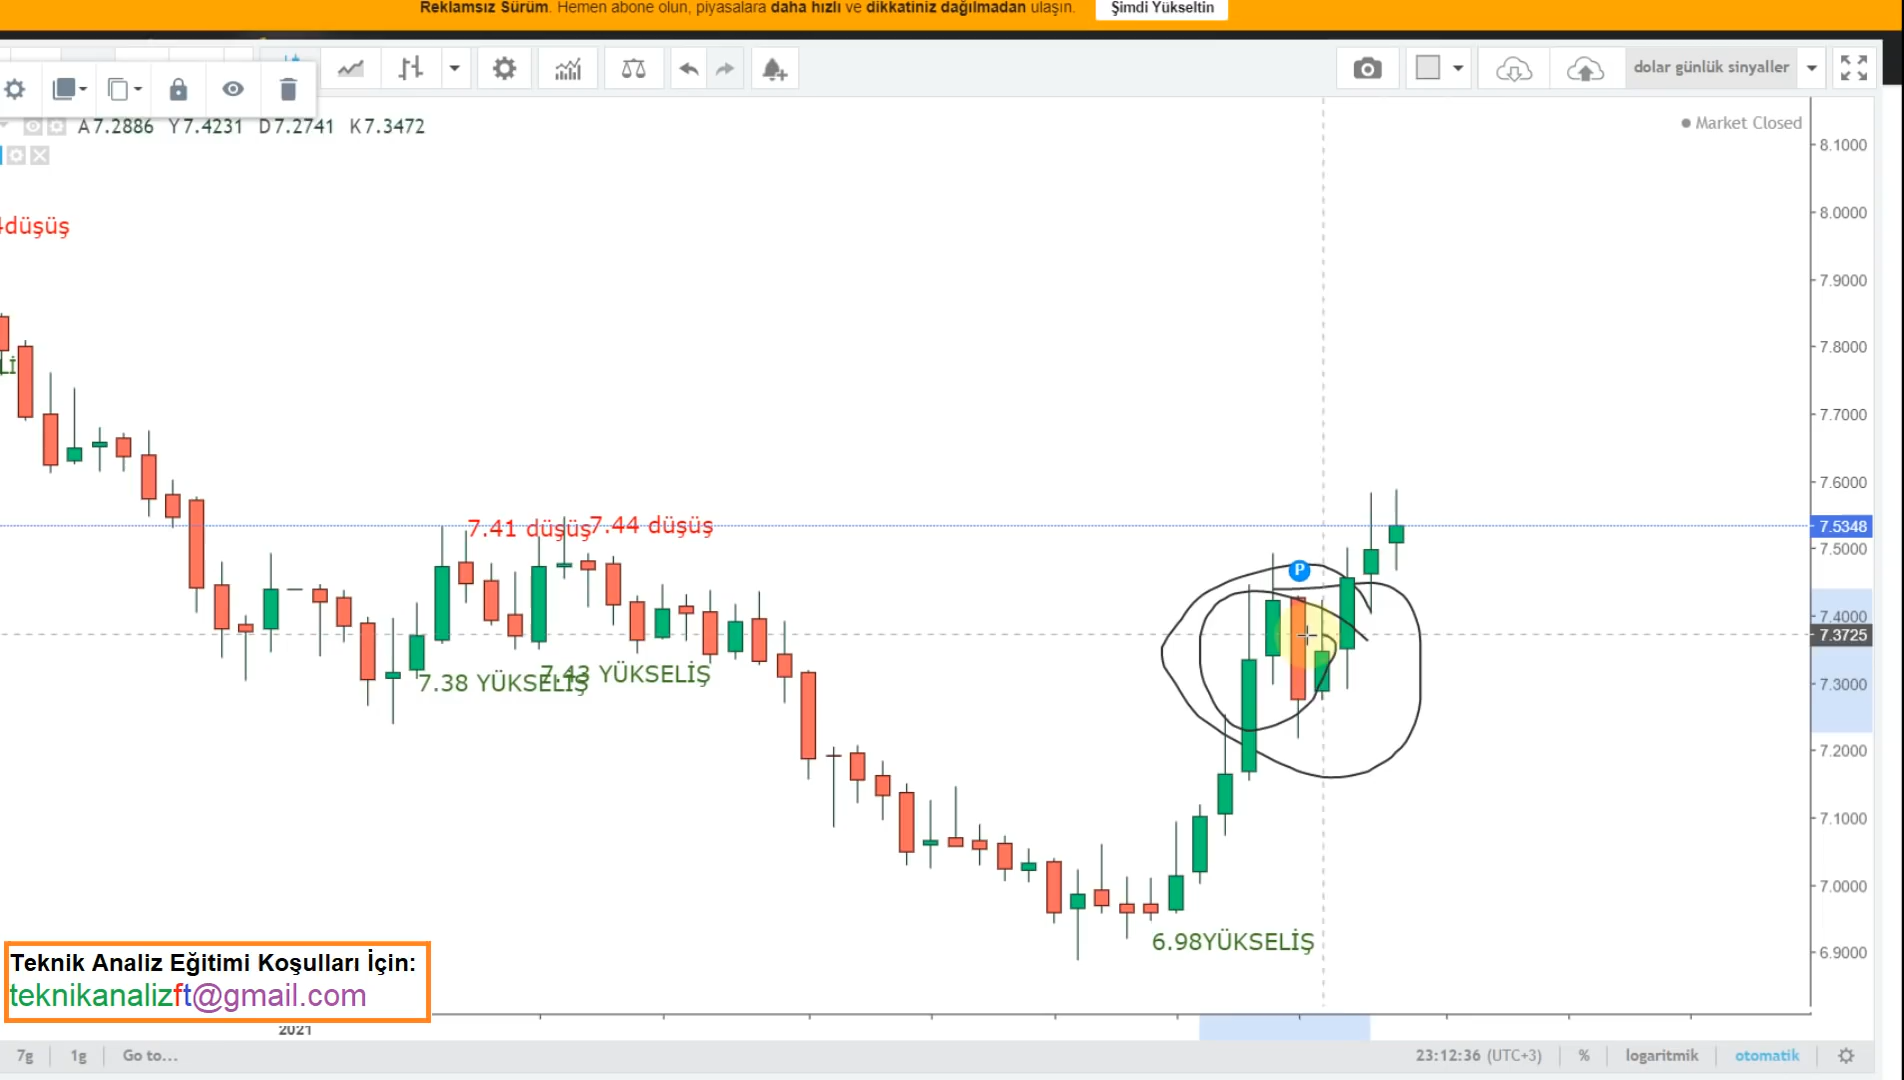 Reklamsız Sürüm. Hemen abone olun, piyasalara daha hızlı ve dikkatiniz dağılmadan ulaşın. Şimdi Yükseltin
dolar günlük sinyaller
A7.2886 Y7.4231 D7.2741 K7.3472
Market Closed
8.1000
8.0000
düşüş
7.9000
7.8000
Lİ
7.7000
7.6000
7.41 düşüş
7.44 düşüş
7.5348
7.5000
P
7.4000
7.3725
7.38 YÜKSELİŞ
7.43 YÜKSELİŞ
7.3000
7.2000
7.1000
7.0000
6.98YÜKSELİŞ
6.9000
Teknik Analiz Eğitimi Koşulları İçin:
teknikanalizft@gmail.com
2021
7g 1g Go to... 23:12:36 (UTC+3) % logaritmik otomatik